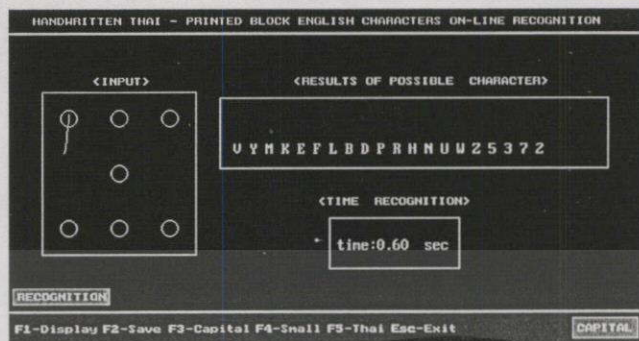 HANDWRITTEN THAI - PRINTED BLOCK ENGLISH CHARACTERS ON-LINE RECOGNITION
<INPUT>
<RESULTS OF POSSIBLE CHARACTER>
V Y M K E F L B D P R H N U W Z 5 3 7 2
<TIME RECOGNITION>
time:0.60 sec
RECOGNITION
F1-Display F2-Save F3-Capital F4-Small F5-Thai Esc-Exit
CAPITAL